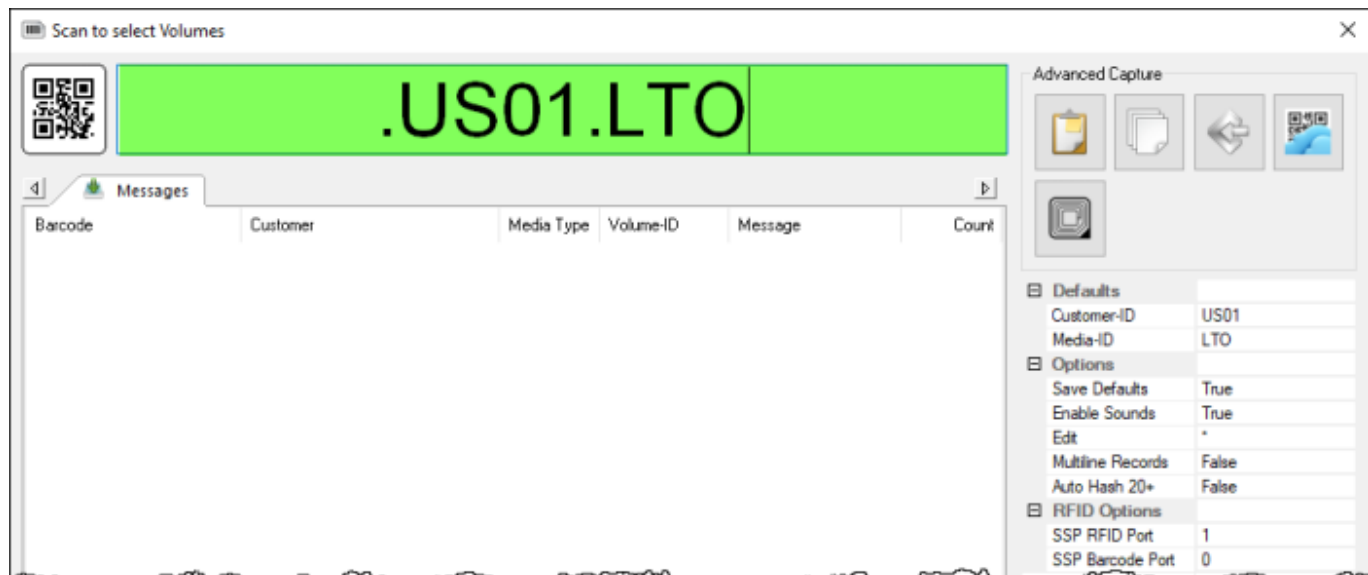 Scan to select Volumes
.US01.LTO
Messages
Barcode Customer Media Type Volume-ID Message Count
Advanced Capture
Defaults
Customer-ID US01
Media-ID LTO
Options
Save Defaults True
Enable Sounds True
Edit *
Multiline Records False
Auto Hash 20+ False
RFID Options
SSP RFID Port 1
SSP Barcode Port 0